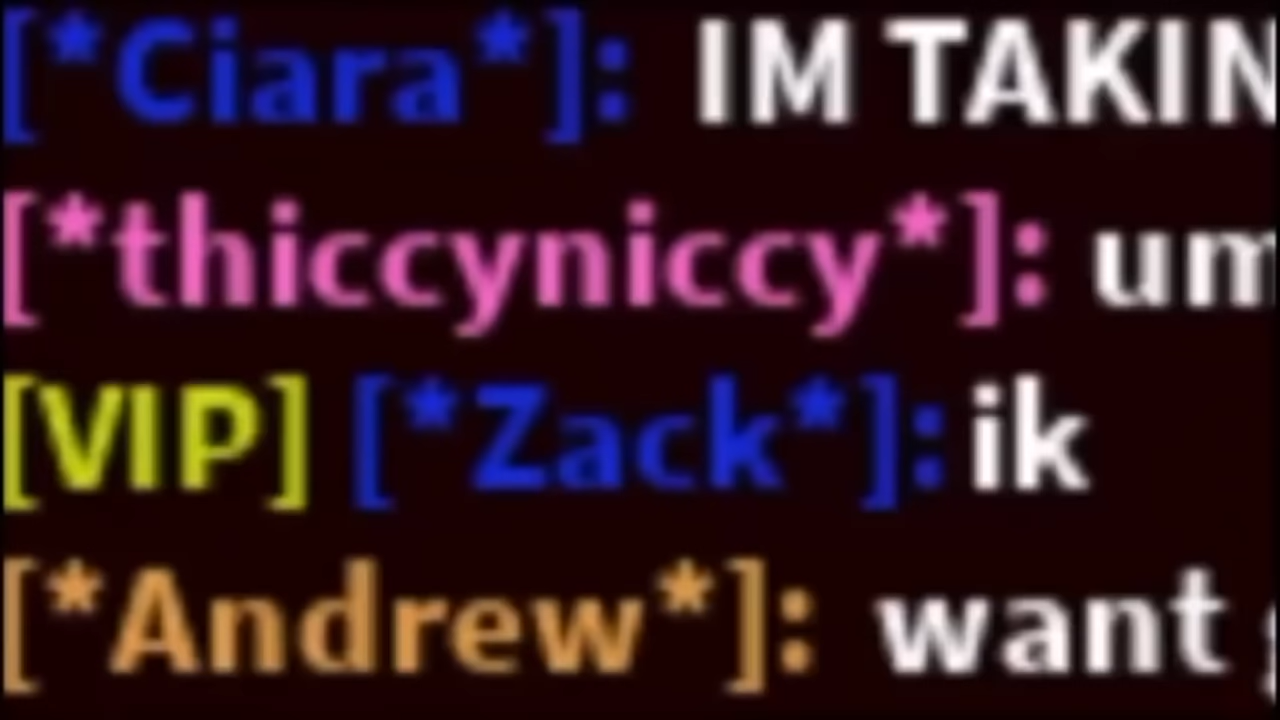 [*Ciara*]: IM TAKIN
[*thiccyniccy*]: um
[VIP] [*Zack*]: ik
[*Andrew*]: want